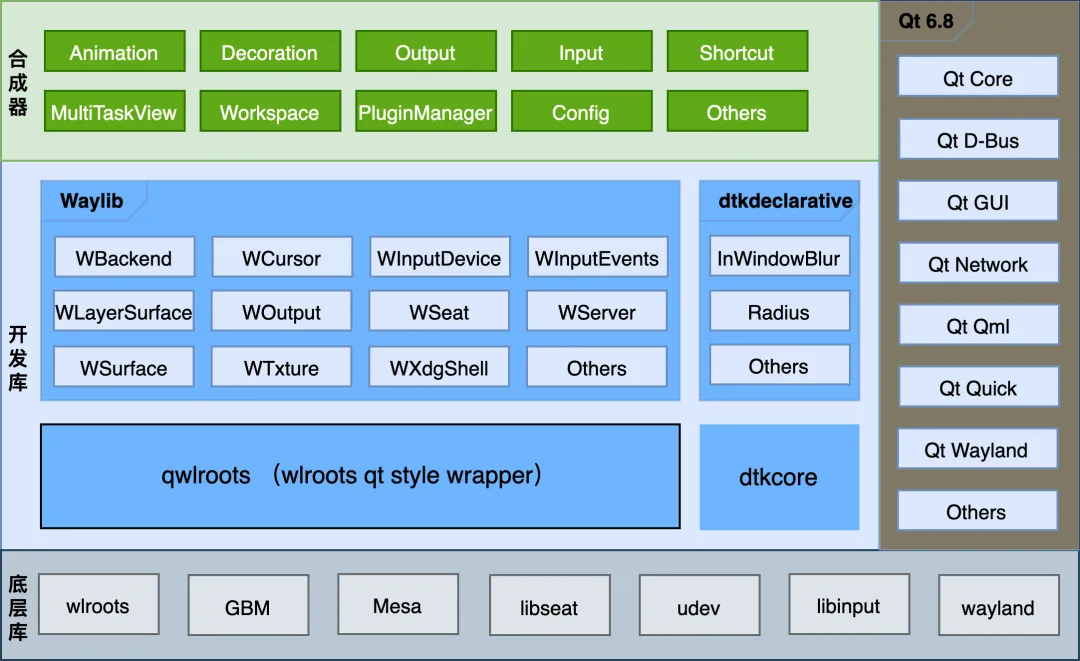 合成器
Animation
Decoration
Output
Input
Shortcut
MultiTaskView
Workspace
PluginManager
Config
Others
开发库
Waylib
WBackend
WCursor
WInputDevice
WInputEvents
WLayerSurface
WOutput
WSeat
WServer
WSurface
WTxture
WXdgShell
Others
dtkdeclarative
InWindowBlur
Radius
Others
qwlroots （wlroots qt style wrapper）
dtkcore
Qt 6.8
Qt Core
Qt D-Bus
Qt GUI
Qt Network
Qt Qml
Qt Quick
Qt Wayland
Others
底层库
wlroots
GBM
Mesa
libseat
udev
libinput
wayland